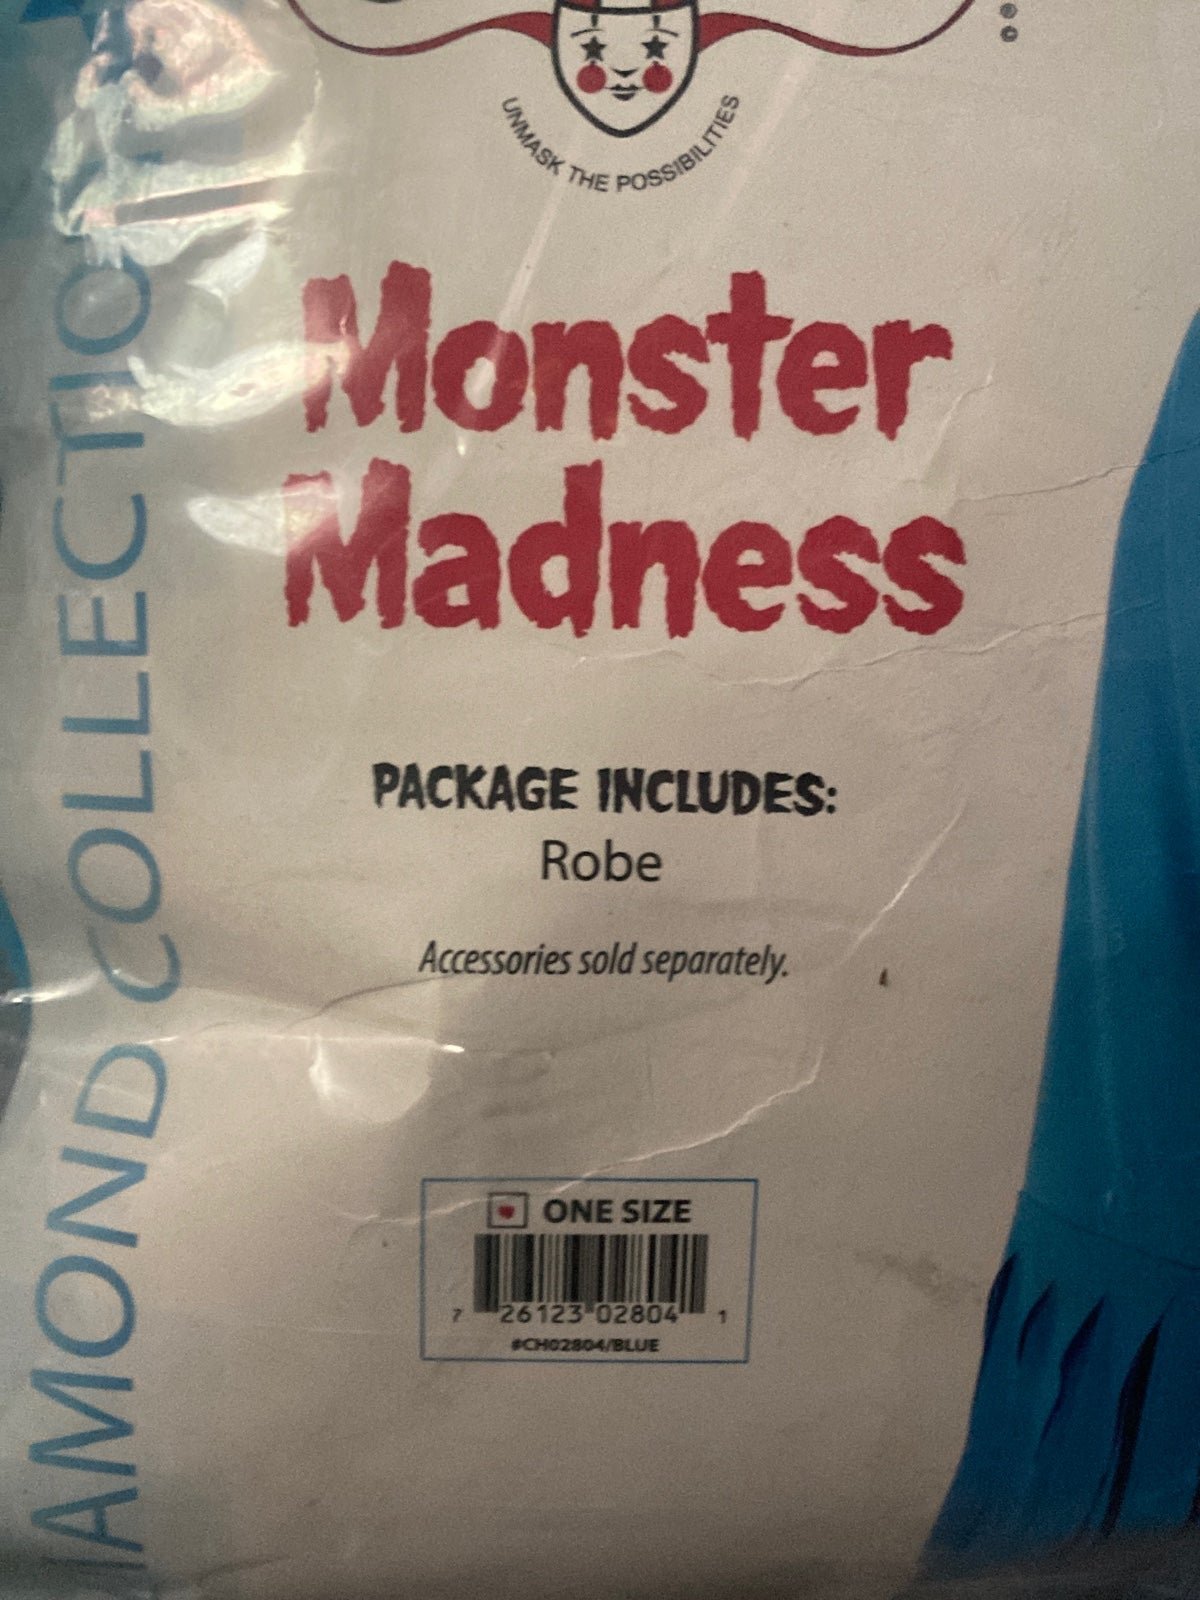 UNMASK THE POSSIBILITIES
® ©
Monster
Madness
PACKAGE INCLUDES:
Robe
Accessories sold separately.
ONE SIZE
7 26123 02804 1
#CH02804/BLUE
COLLECTIO
AMOND